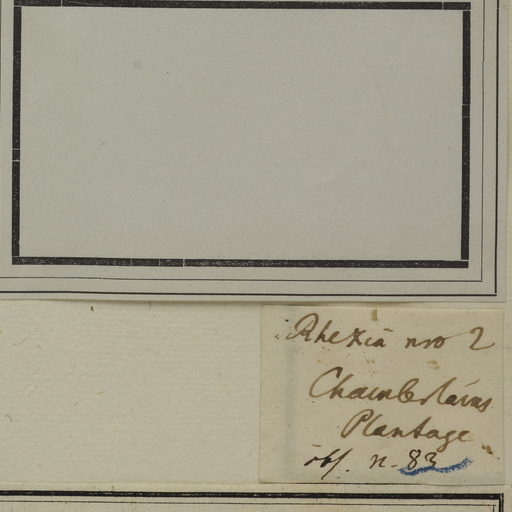 Rhexia nro 2
Chamberlains
Plantage
obs. n. 83